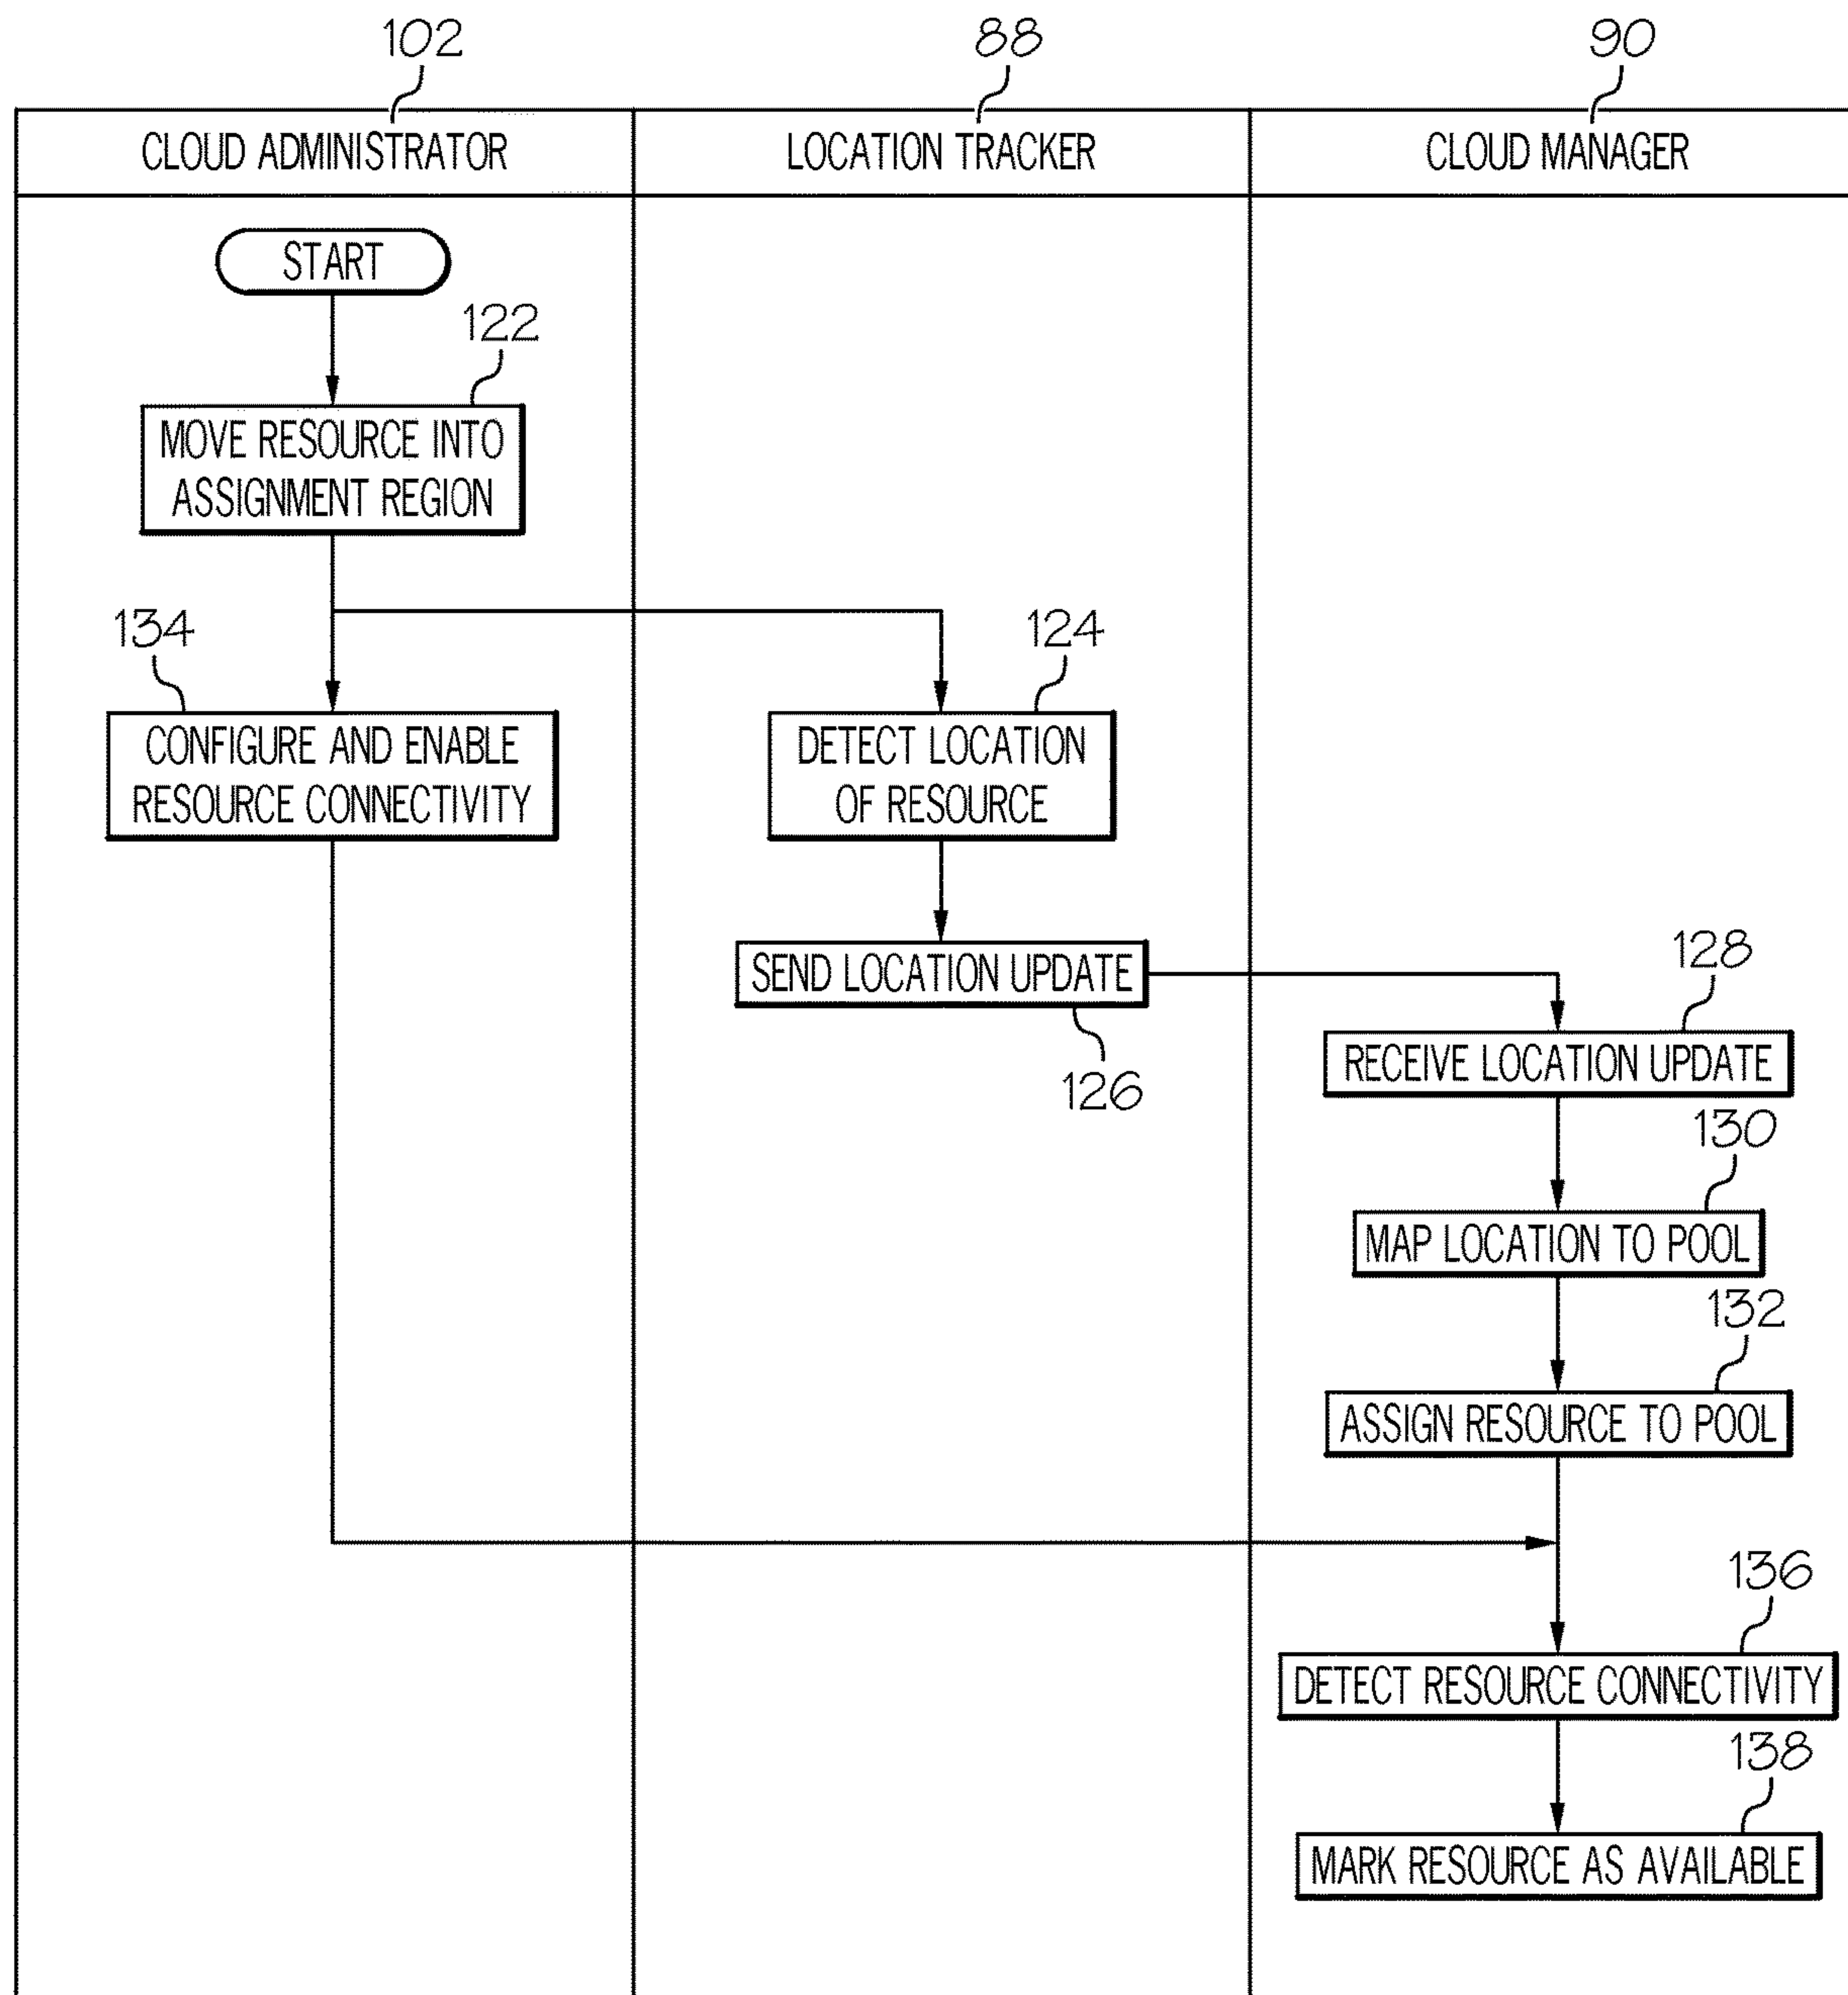 102
88
90
CLOUD ADMINISTRATOR
LOCATION TRACKER
CLOUD MANAGER
START
122
MOVE RESOURCE INTO
ASSIGNMENT REGION
134
CONFIGURE AND ENABLE
RESOURCE CONNECTIVITY
124
DETECT LOCATION
OF RESOURCE
SEND LOCATION UPDATE
126
128
RECEIVE LOCATION UPDATE
130
MAP LOCATION TO POOL
132
ASSIGN RESOURCE TO POOL
136
DETECT RESOURCE CONNECTIVITY
138
MARK RESOURCE AS AVAILABLE